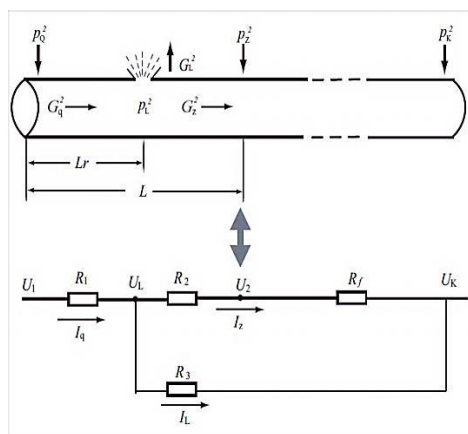 p_Q^2 p_Z^2 p_K^2
G_L^2
G_q^2 p_L^2 G_z^2
Lr
L
R_1 U_L R_2 U_2 R_f U_K
U_1
I_q I_z
R_3
I_L